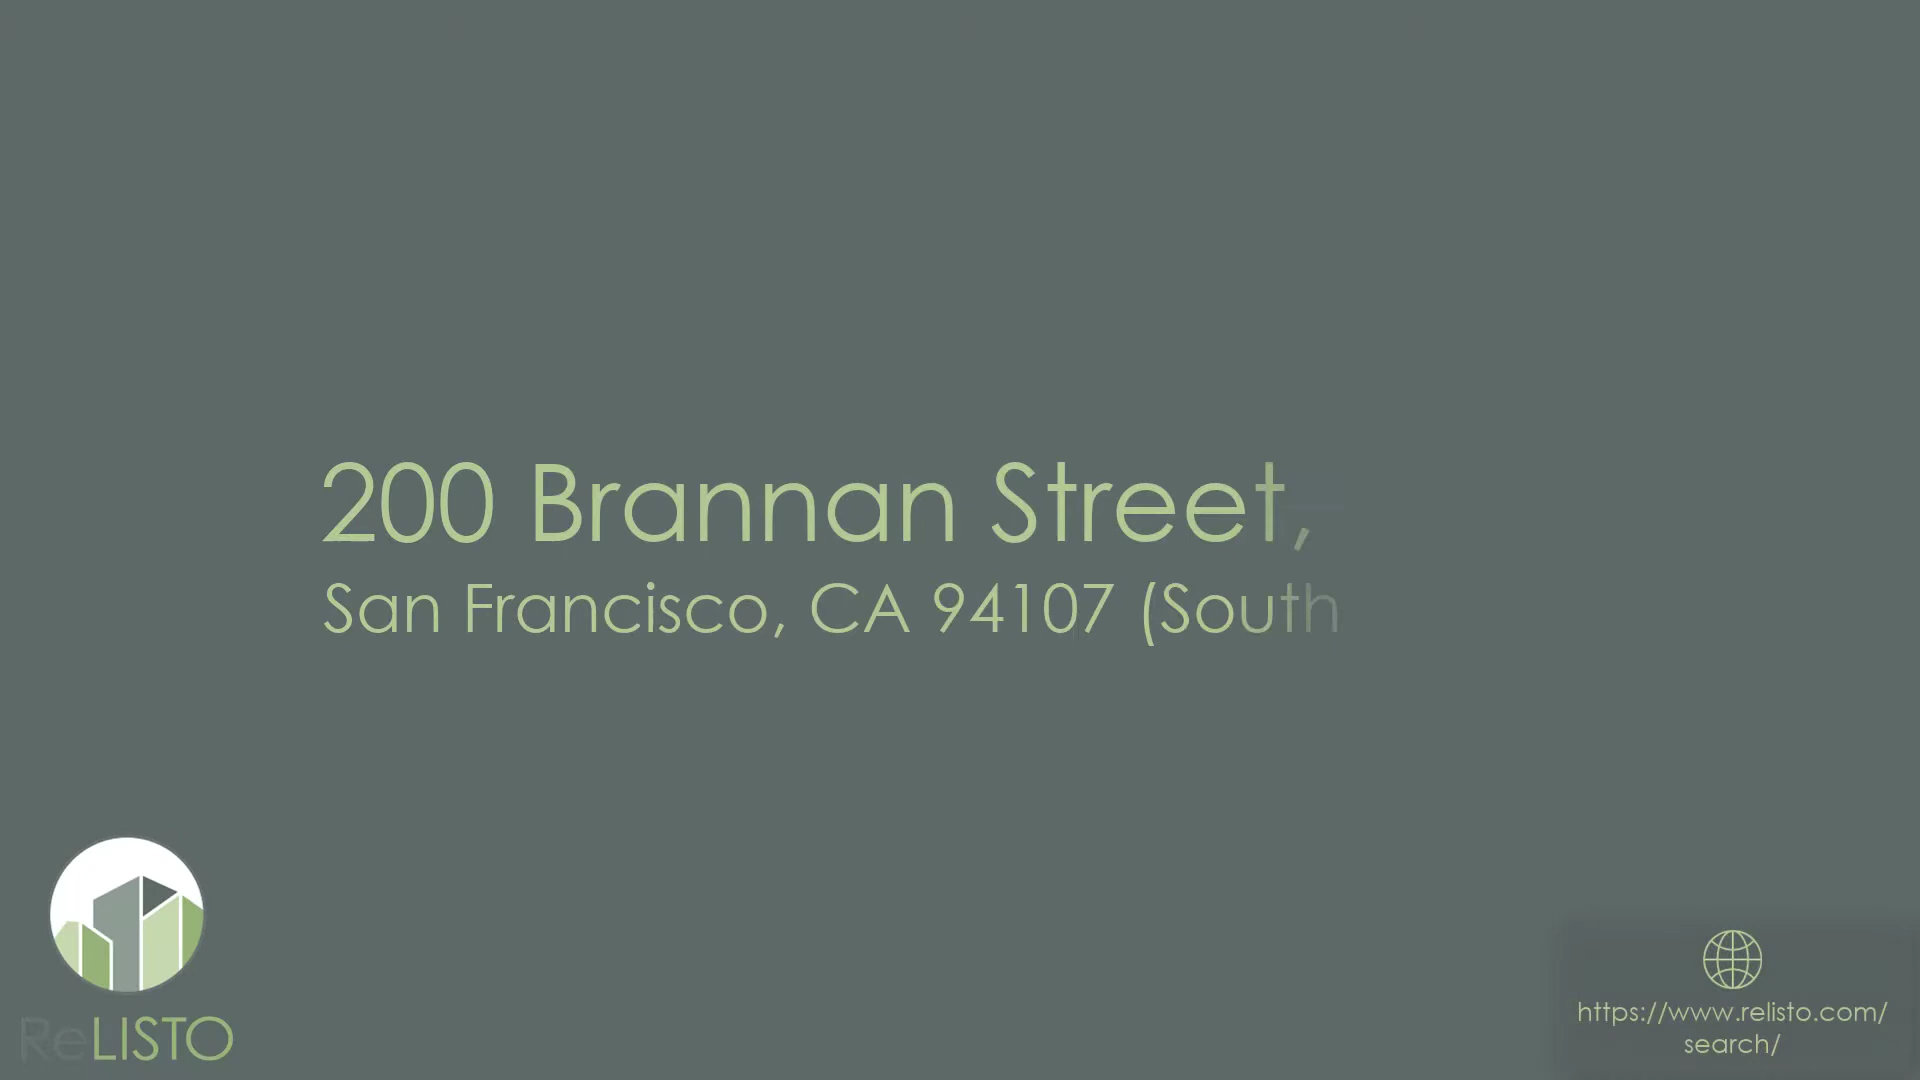 200 Brannan Street,
San Francisco, CA 94107 (South
ReLISTO
https://www.relisto.com/
search/